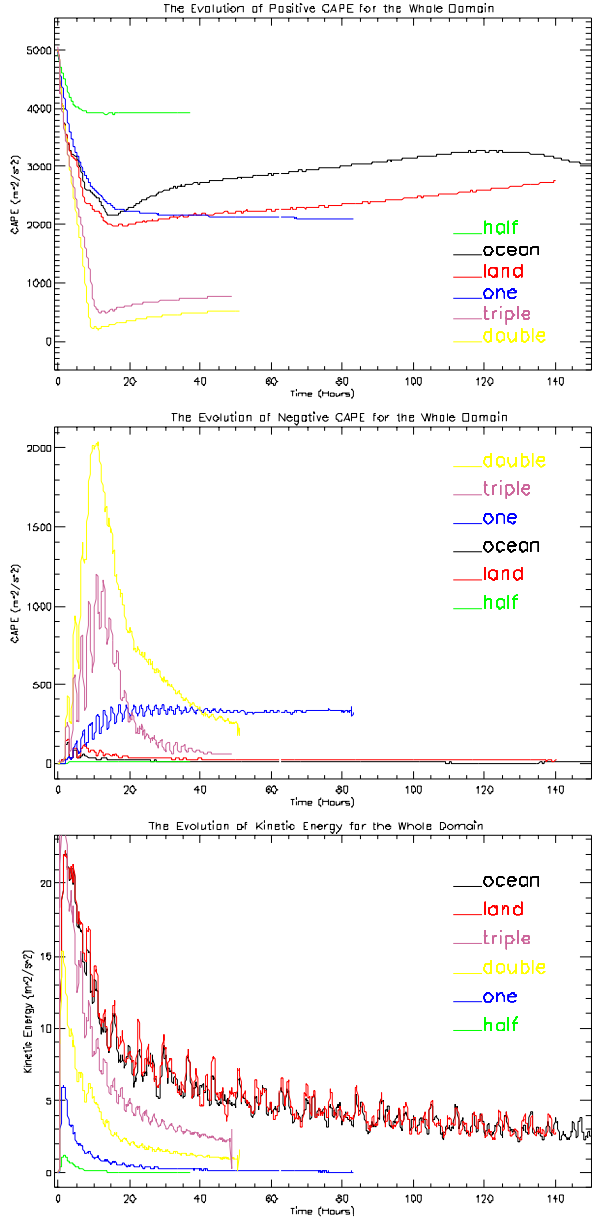 The Evolution of Positive CAPE for the Whole Domain
CAPE (m^2/s^2)
5000
4000
3000
2000
1000
0
half
ocean
land
one
triple
double
0 20 40 60 80 100 120 140
Time (Hours)
The Evolution of Negative CAPE for the Whole Domain
CAPE (m^2/s^2)
2000
1500
1000
500
0
double
triple
one
ocean
land
half
0 20 40 60 80 100 120 140
Time (Hours)
The Evolution of Kinetic Energy for the Whole Domain
Kinetic Energy (m^2/s^2)
20
15
10
5
0
ocean
land
triple
double
one
half
0 20 40 60 80 100 120 140
Time (Hours)